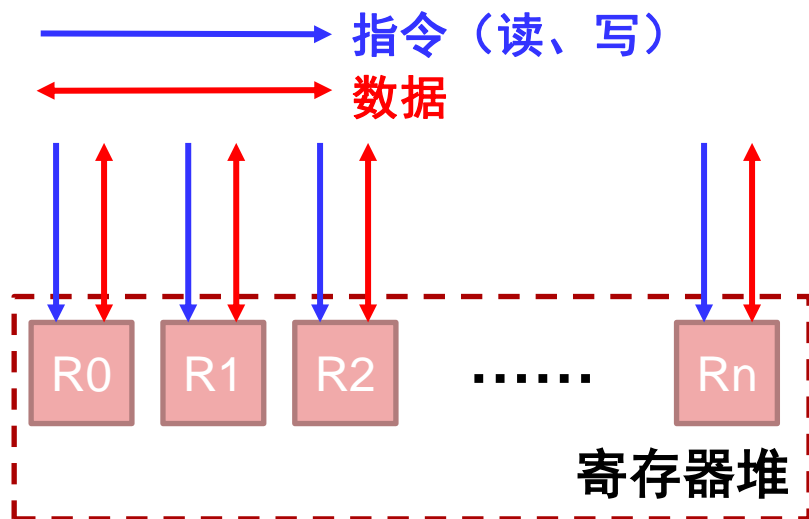 指令（读、写）
数据
R0 R1 R2 ...... Rn
寄存器堆